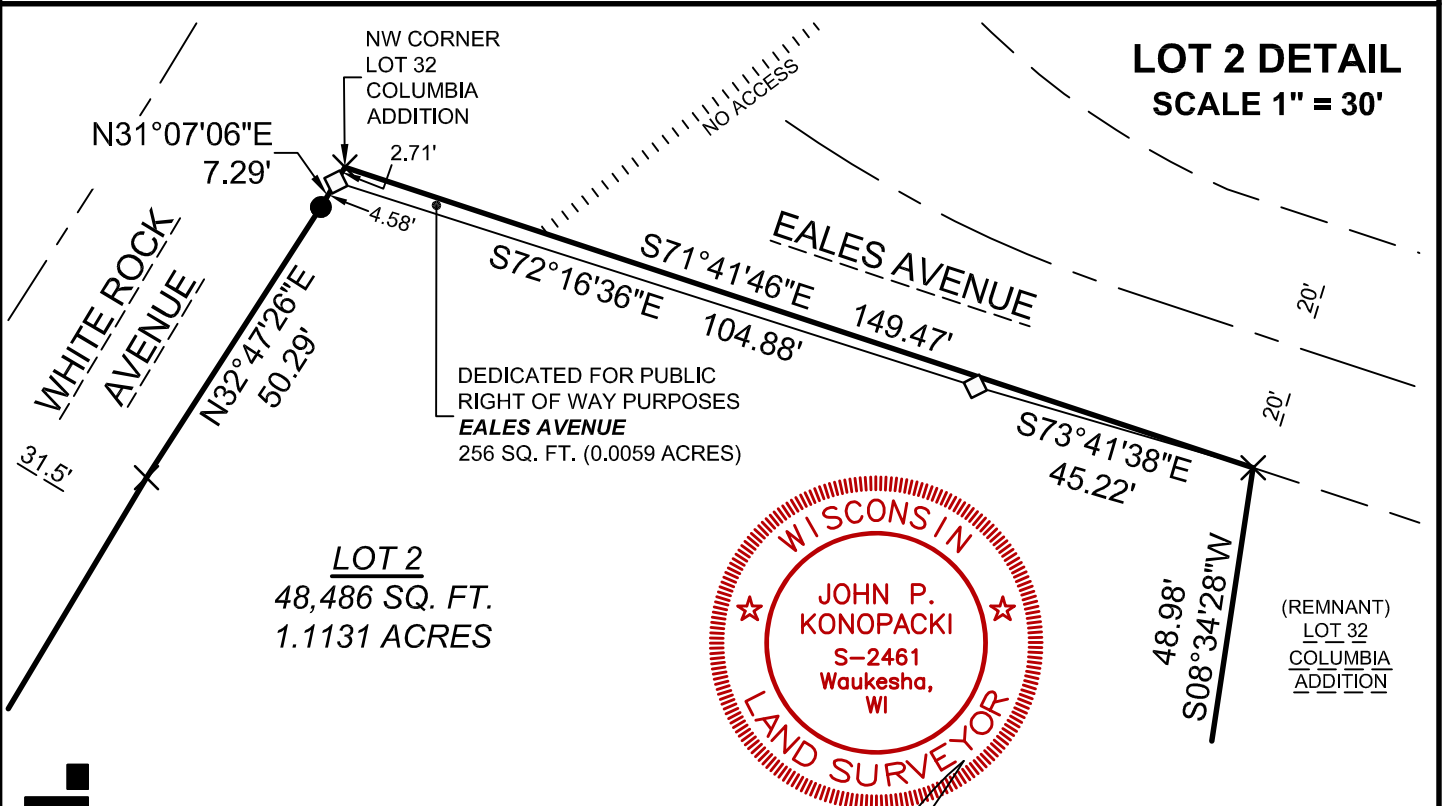 LOT 2 DETAIL
SCALE 1" = 30'
NW CORNER
LOT 32
COLUMBIA
ADDITION
N31°07'06"E
7.29'
2.71'
4.58'
NO ACCESS
WHITE ROCK
AVENUE
N32°47'26"E
50.29'
31.5'
S72°16'36"E 104.88'
S71°41'46"E 149.47'
EALES AVENUE
20'
20'
DEDICATED FOR PUBLIC
RIGHT OF WAY PURPOSES
EALES AVENUE
256 SQ. FT. (0.0059 ACRES)
S73°41'38"E
45.22'
LOT 2
48,486 SQ. FT.
1.1131 ACRES
WISCONSIN
JOHN P.
KONOPACKI
S-2461
Waukesha,
WI
LAND SURVEYOR
48.98'
S08°34'28"W
(REMNANT)
LOT 32
COLUMBIA
ADDITION